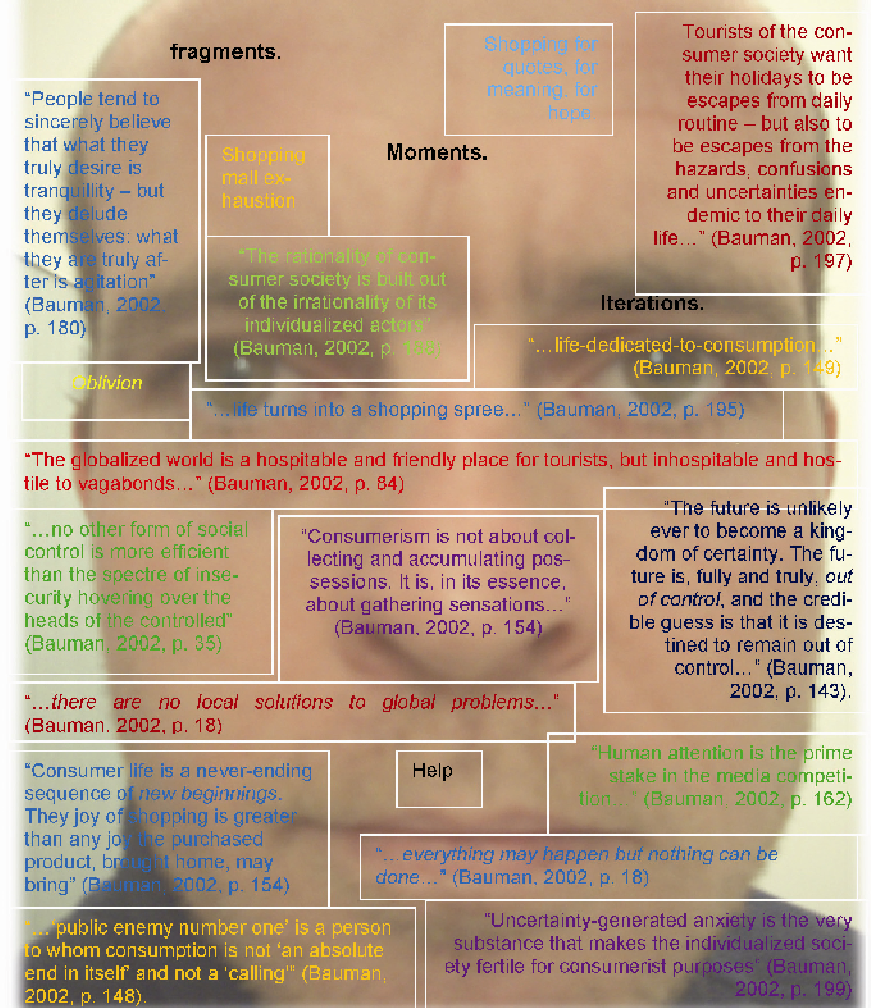 fragments.
Shopping for
quotes, for
meaning, for
hope.
Tourists of the con-
sumer society want
their holidays to be
escapes from daily
routine – but also to
be escapes from the
hazards, confusions
and uncertainties en-
demic to their daily
life…” (Bauman, 2002,
p. 197)
“People tend to
sincerely believe
that what they
truly desire is
tranquillity – but
they delude
themselves: what
they are truly af-
ter is agitation”
(Bauman, 2002,
p. 180)
Shopping
mall ex-
haustion
Moments.
“The rationality of con-
sumer society is built out
of the irrationality of its
individualized actors”
(Bauman, 2002, p.
Iterations.
“…life-dedicated-to-consumption…”
(Bauman, 2002, p. 149)
Oblivion
“…life turns into a shopping spree…” (Bauman, 2002, p. 195)
“The globalized world is a hospitable and friendly place for tourists, but inhospitable and hos-
tile to vagabonds…” (Bauman, 2002, p. 84)
“…no other form of social
control is more efficient
than the spectre of inse-
curity hovering over the
heads of the controlled”
(Bauman, 2002, p. 35)
“Consumerism is not about col-
lecting and accumulating pos-
sessions. It is, in its essence,
about gathering sensations…”
(Bauman, 2002, p. 154)
“The future is unlikely
ever to become a king-
dom of certainty. The fu-
ture is, fully and truly, out
of control, and the credi-
ble guess is that it is des-
tined to remain out of
control…” (Bauman,
2002, p. 143).
“…there are no local solutions to global problems…”
(Bauman. 2002, p. 18)
“Consumer life is a never-ending
sequence of new beginnings.
They joy of shopping is greater
than any joy the purchased
product, brought home, may
bring” (Bauman, 2002, p. 154)
Help
“Human attention is the prime
stake in the media competi-
tion…” (Bauman, 2002, p. 162)
“…everything may happen but nothing can be
done…” (Bauman, 2002, p. 18)
“…‘public enemy number one’ is a person
to whom consumption is not ‘an absolute
end in itself’ and not a ‘calling’” (Bauman,
2002, p. 148).
“Uncertainty-generated anxiety is the very
substance that makes the individualized soci-
ety fertile for consumerist purposes” (Bauman,
2002, p. 199)